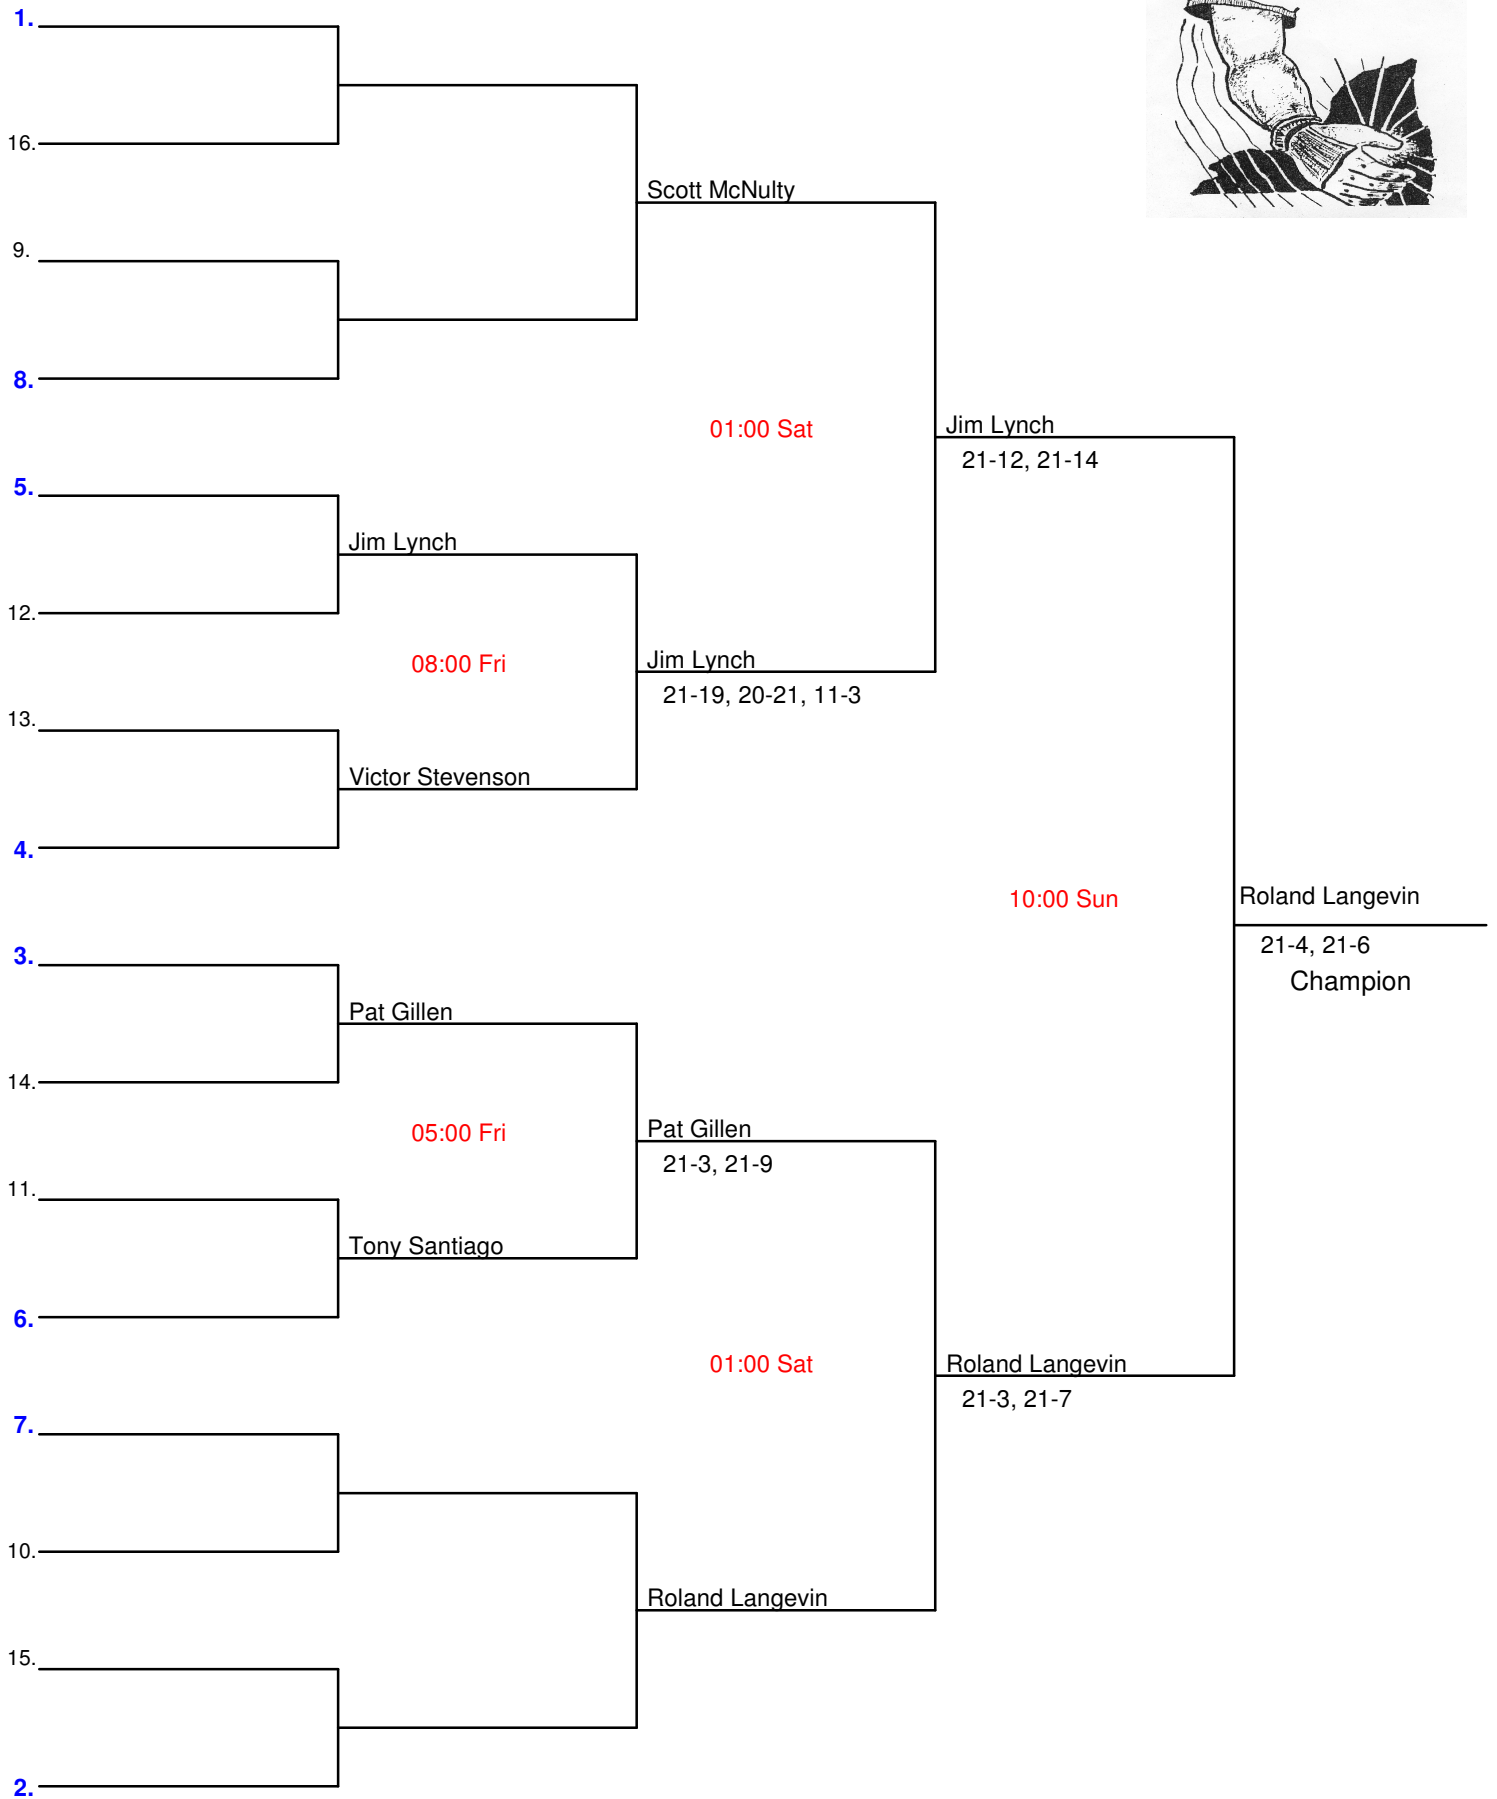 1.
16.
Scott McNulty
9.
8.
01:00 Sat
Jim Lynch
21-12, 21-14
5.
Jim Lynch
12.
08:00 Fri
Jim Lynch
21-19, 20-21, 11-3
13.
Victor Stevenson
4.
10:00 Sun
Roland Langevin
21-4, 21-6
Champion
3.
Pat Gillen
14.
05:00 Fri
Pat Gillen
21-3, 21-9
11.
Tony Santiago
6.
01:00 Sat
Roland Langevin
21-3, 21-7
7.
10.
Roland Langevin
15.
2.